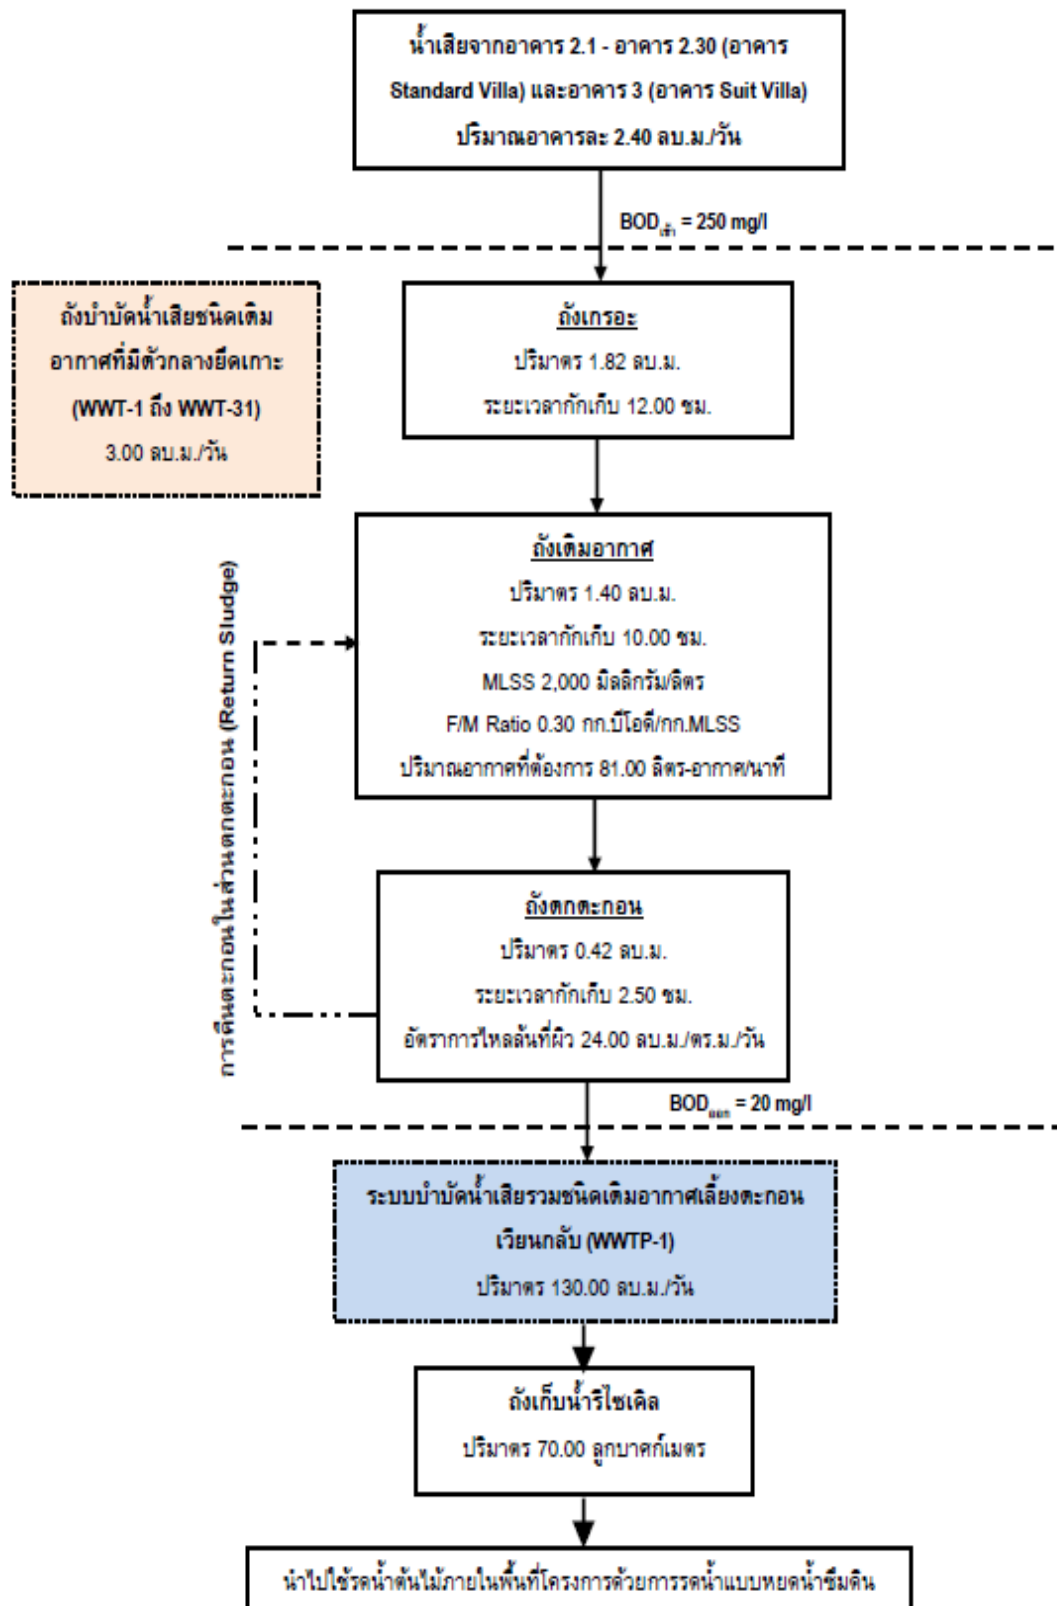 น้ำเสียจากอาคาร 2.1 - อาคาร 2.30 (อาคาร
Standard Villa) และอาคาร 3 (อาคาร Suit Villa)
ปริมาณอาคารละ 2.40 ลบ.ม./วัน
BODเข้า = 250 mg/l
ถังบำบัดน้ำเสียชนิดเติม
อากาศที่มีตัวกลางยึดเกาะ
(WWT-1 ถึง WWT-31)
3.00 ลบ.ม./วัน
ถังเกรอะ
ปริมาตร 1.82 ลบ.ม.
ระยะเวลากักเก็บ 12.00 ชม.
ถังเติมอากาศ
ปริมาตร 1.40 ลบ.ม.
ระยะเวลากักเก็บ 10.00 ชม.
MLSS 2,000 มิลลิกรัม/ลิตร
F/M Ratio 0.30 กก.บีโอดี/กก.MLSS
ปริมาณอากาศที่ต้องการ 81.00 ลิตร-อากาศ/นาที
การคืนตะกอนในส่วนตกตะกอน (Return Sludge)
ถังตกตะกอน
ปริมาตร 0.42 ลบ.ม.
ระยะเวลากักเก็บ 2.50 ชม.
อัตราการไหลล้นที่ผิว 24.00 ลบ.ม./ตร.ม./วัน
BODออก = 20 mg/l
ระบบบำบัดน้ำเสียรวมชนิดเติมอากาศเลี้ยงตะกอน
เวียนกลับ (WWTP-1)
ปริมาตร 130.00 ลบ.ม./วัน
ถังเก็บน้ำรีไซเคิล
ปริมาตร 70.00 ลูกบาศก์เมตร
นำไปใช้รดน้ำต้นไม้ภายในพื้นที่โครงการด้วยการรดน้ำแบบหยดน้ำซึมดิน